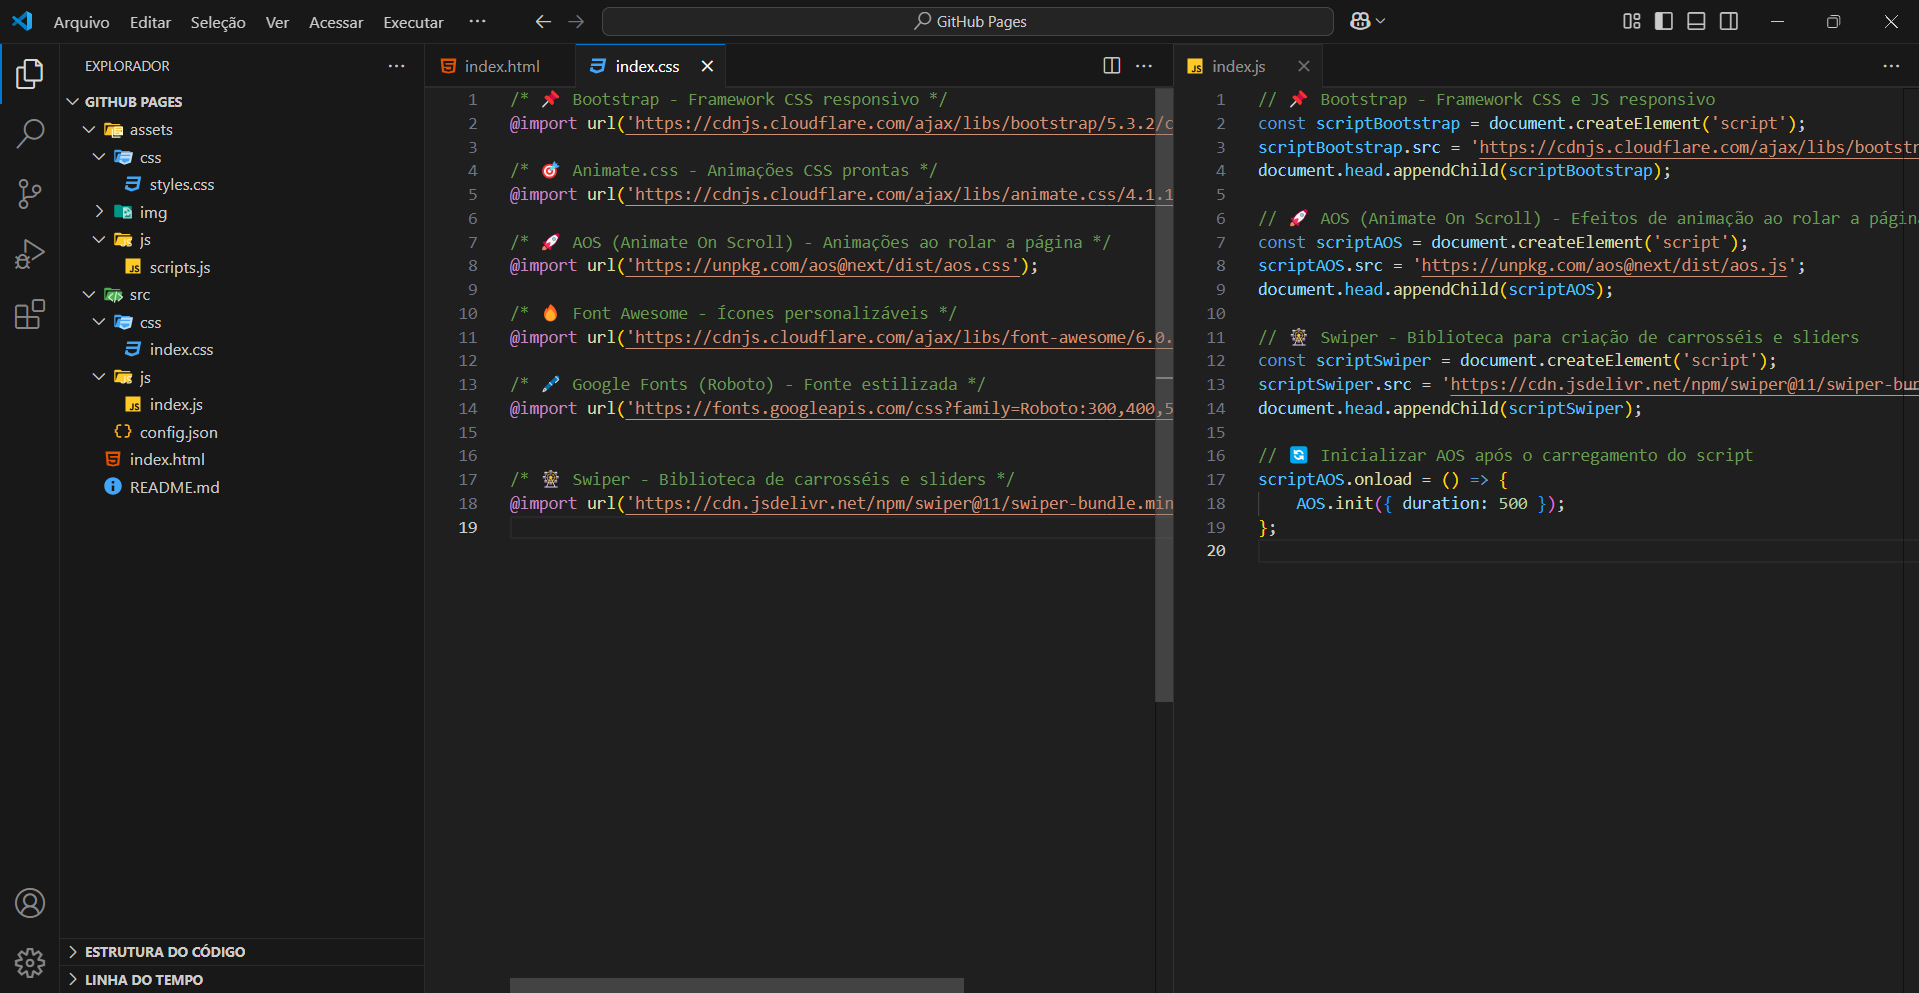 Arquivo Editar Seleção Ver Acessar Executar ··· GitHub Pages
EXPLORADOR
GITHUB PAGES
assets
css
styles.css
img
js
scripts.js
src
css
index.css
js
index.js
config.json
index.html
README.md
ESTRUTURA DO CÓDIGO
LINHA DO TEMPO
index.html index.css
1 /* 📌 Bootstrap - Framework CSS responsivo */
2 @import url('https://cdnjs.cloudflare.com/ajax/libs/bootstrap/5.3.2/c
3
4 /* 🎯 Animate.css - Animações CSS prontas */
5 @import url('https://cdnjs.cloudflare.com/ajax/libs/animate.css/4.1.1
6
7 /* 🚀 AOS (Animate On Scroll) - Animações ao rolar a página */
8 @import url('https://unpkg.com/aos@next/dist/aos.css');
9
10 /* 🔥 Font Awesome - Ícones personalizáveis */
11 @import url('https://cdnjs.cloudflare.com/ajax/libs/font-awesome/6.0.
12
13 /* 🖋️ Google Fonts (Roboto) - Fonte estilizada */
14 @import url('https://fonts.googleapis.com/css?family=Roboto:300,400,5
15
16
17 /* 🎡 Swiper - Biblioteca de carrosséis e sliders */
18 @import url('https://cdn.jsdelivr.net/npm/swiper@11/swiper-bundle.min
19
index.js
1 // 📌 Bootstrap - Framework CSS e JS responsivo
2 const scriptBootstrap = document.createElement('script');
3 scriptBootstrap.src = 'https://cdnjs.cloudflare.com/ajax/libs/bootstr
4 document.head.appendChild(scriptBootstrap);
5
6 // 🚀 AOS (Animate On Scroll) - Efeitos de animação ao rolar a págin
7 const scriptAOS = document.createElement('script');
8 scriptAOS.src = 'https://unpkg.com/aos@next/dist/aos.js';
9 document.head.appendChild(scriptAOS);
10
11 // 🎡 Swiper - Biblioteca para criação de carrosséis e sliders
12 const scriptSwiper = document.createElement('script');
13 scriptSwiper.src = 'https://cdn.jsdelivr.net/npm/swiper@11/swiper-bun
14 document.head.appendChild(scriptSwiper);
15
16 // 🔄 Inicializar AOS após o carregamento do script
17 scriptAOS.onload = () => {
18 AOS.init({ duration: 500 });
19 };
20